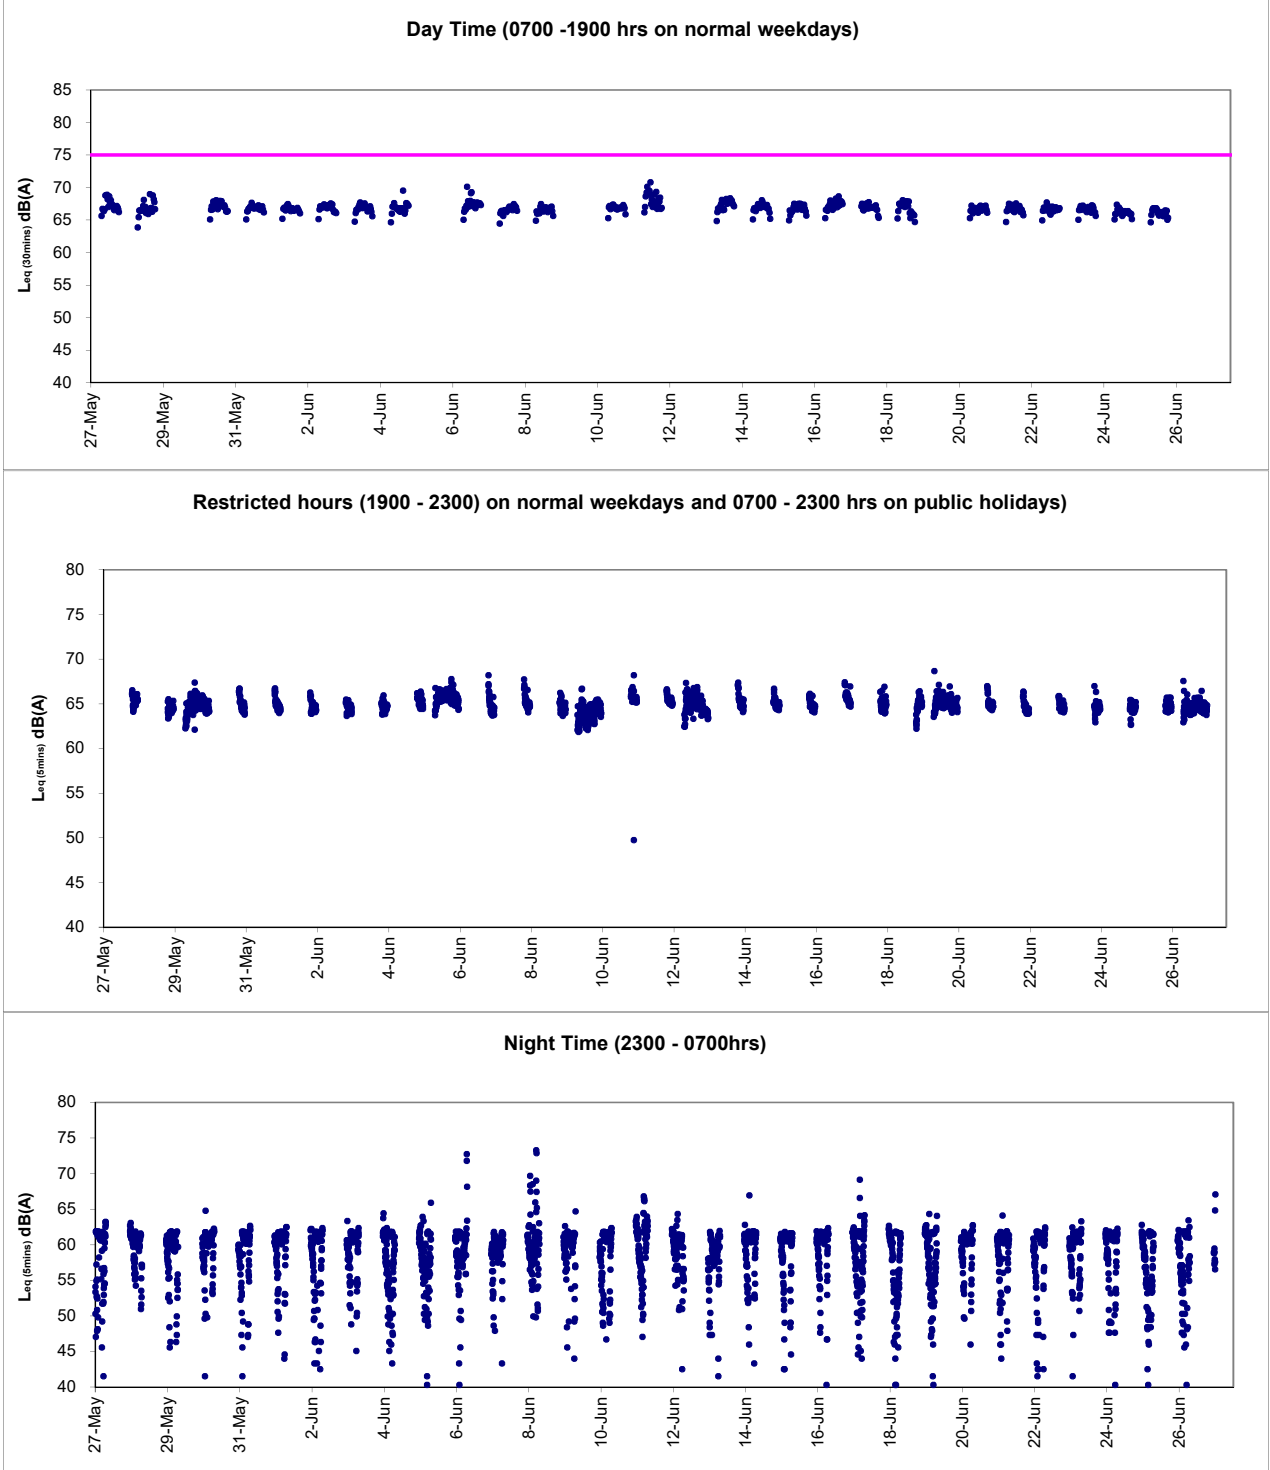 Day Time (0700 -1900 hrs on normal weekdays)
Leq (30mins) dB(A)
85
80
75
70
65
60
55
50
45
40
27-May
29-May
31-May
2-Jun
4-Jun
6-Jun
8-Jun
10-Jun
12-Jun
14-Jun
16-Jun
18-Jun
20-Jun
22-Jun
24-Jun
26-Jun
Restricted hours (1900 - 2300) on normal weekdays and 0700 - 2300 hrs on public holidays)
Leq (5mins) dB(A)
80
75
70
65
60
55
50
45
40
27-May
29-May
31-May
2-Jun
4-Jun
6-Jun
8-Jun
10-Jun
12-Jun
14-Jun
16-Jun
18-Jun
20-Jun
22-Jun
24-Jun
26-Jun
Night Time (2300 - 0700hrs)
Leq (5mins) dB(A)
80
75
70
65
60
55
50
45
40
27-May
29-May
31-May
2-Jun
4-Jun
6-Jun
8-Jun
10-Jun
12-Jun
14-Jun
16-Jun
18-Jun
20-Jun
22-Jun
24-Jun
26-Jun